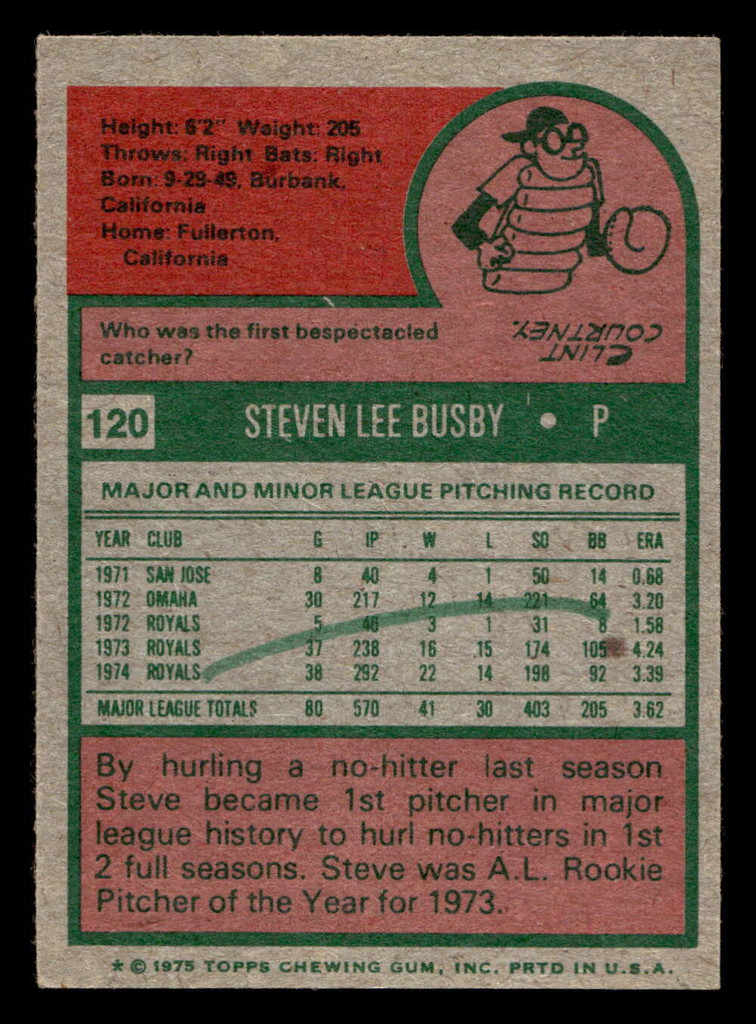 Height: 6'2" Weight: 205
Throws: Right Bats: Right
Born: 9-29-49, Burbank,
California
Home: Fullerton,
California
Who was the first bespectacled
catcher?
CLINT
COURTNEY.
120 STEVEN LEE BUSBY • P
MAJOR AND MINOR LEAGUE PITCHING RECORD
YEAR CLUB G IP W L SO BB ERA
1971 SAN JOSE 8 40 4 1 50 14 0.68
1972 OMAHA 30 217 12 14 221 64 3.20
1972 ROYALS 5 40 3 1 31 8 1.58
1973 ROYALS 37 238 16 15 174 105 4.24
1974 ROYALS 38 292 22 14 198 92 3.39
MAJOR LEAGUE TOTALS 80 570 41 30 403 205 3.62
By hurling a no-hitter last season
Steve became 1st pitcher in major
league history to hurl no-hitters in 1st
2 full seasons. Steve was A.L. Rookie
Pitcher of the Year for 1973.
* © 1975 TOPPS CHEWING GUM, INC. PRTD IN U.S.A.